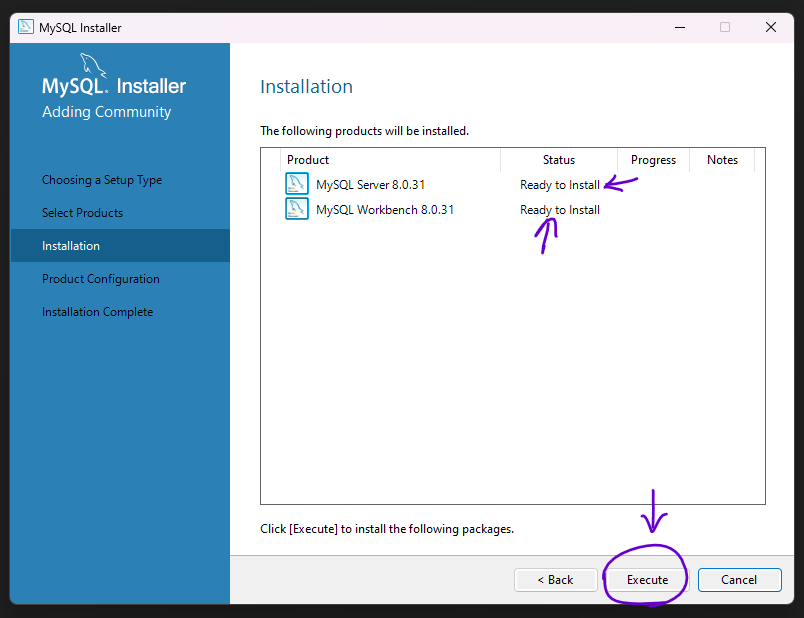 MySQL Installer
MySQL. Installer
Adding Community
Choosing a Setup Type
Select Products
Installation
Product Configuration
Installation Complete
Installation
The following products will be installed.
Product Status Progress Notes
MySQL Server 8.0.31 Ready to Install
MySQL Workbench 8.0.31 Ready to Install
Click [Execute] to install the following packages.
< Back Execute Cancel